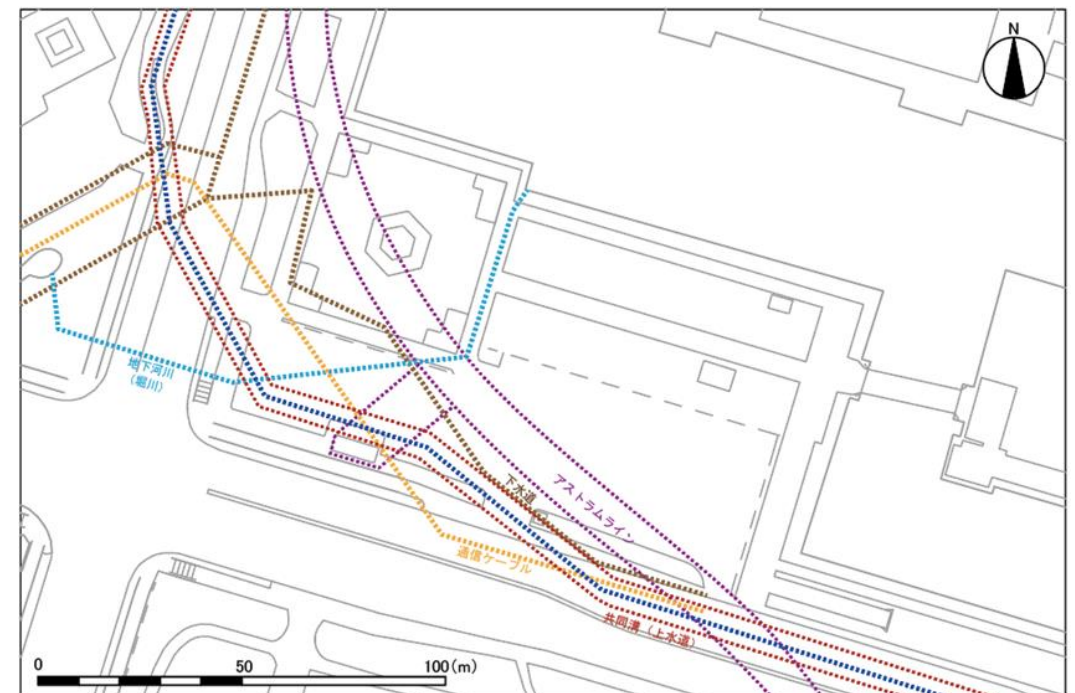 N
地下河川
(堀川)
下水道
アストラムライン
通信ケーブル
共同溝(上水道)
0 50 100(m)